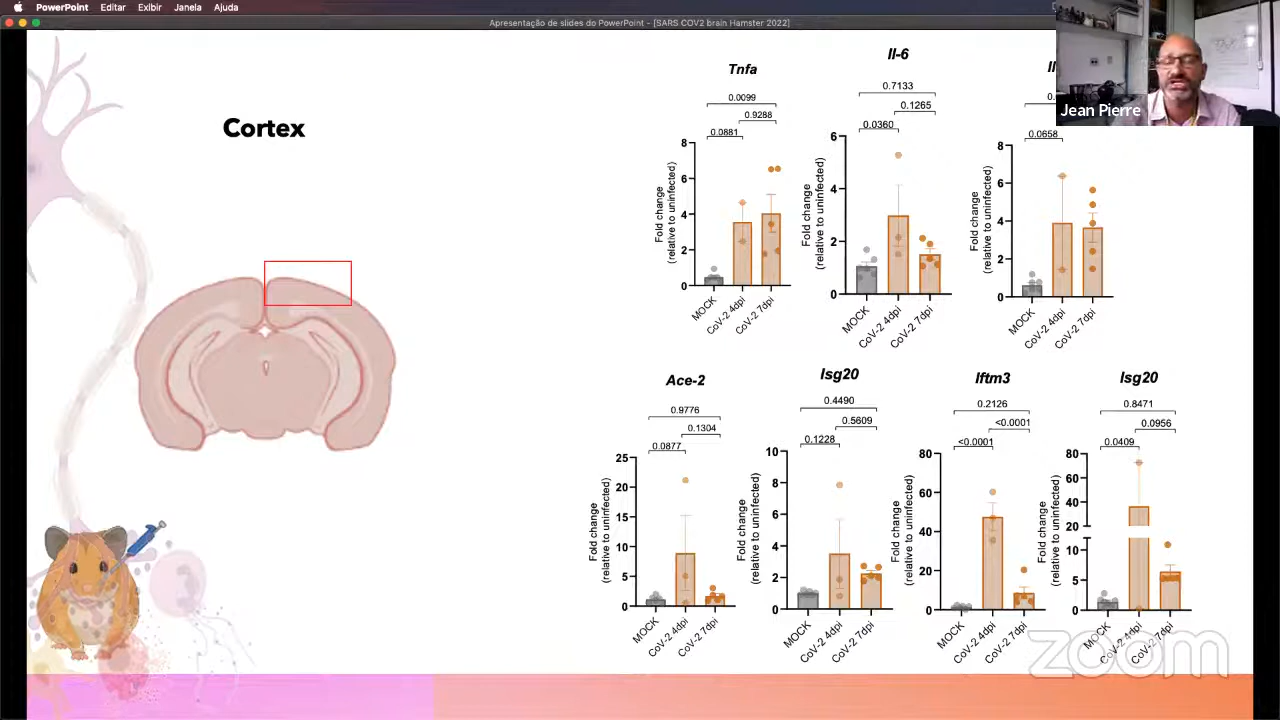 PowerPoint Editar Exibir Janela Ajuda
Apresentação de slides do PowerPoint - [SARS COV2 brain Hamster 2022]
Jean Pierre
Cortex
Tnfa
0.0099
0.9288
0.0881
Fold change
(relative to uninfected)
8
6
4
2
0
MOCK
CoV-2 4dpi
CoV-2 7dpi
Il-6
0.7133
0.1265
0.0360
Fold change
(relative to uninfected)
6
4
2
0
MOCK
CoV-2 4dpi
CoV-2 7dpi
0.0658
Fold change
(relative to uninfected)
8
6
4
2
0
MOCK
CoV-2 4dpi
CoV-2 7dpi
Ace-2
0.9776
0.1304
0.0877
Fold change
(relative to uninfected)
25
20
15
10
5
0
MOCK
CoV-2 4dpi
CoV-2 7dpi
Isg20
0.4490
0.5609
0.1228
Fold change
(relative to uninfected)
10
8
6
4
2
0
MOCK
CoV-2 4dpi
CoV-2 7dpi
Iftm3
0.2126
<0.0001
<0.0001
Fold change
(relative to uninfected)
80
60
40
20
0
MOCK
CoV-2 4dpi
CoV-2 7dpi
Isg20
0.8471
0.0956
0.0409
Fold change
(relative to uninfected)
80
60
40
20
10
5
0
MOCK
CoV-2 4dpi
CoV-2 7dpi
zoom